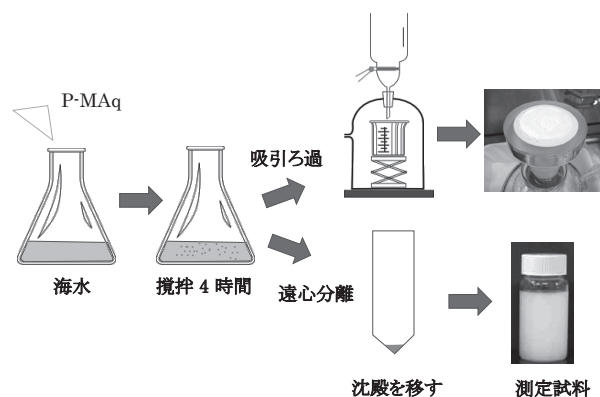 P-MAq
吸引ろ過
海水
撹拌 4 時間
遠心分離
沈殿を移す
測定試料